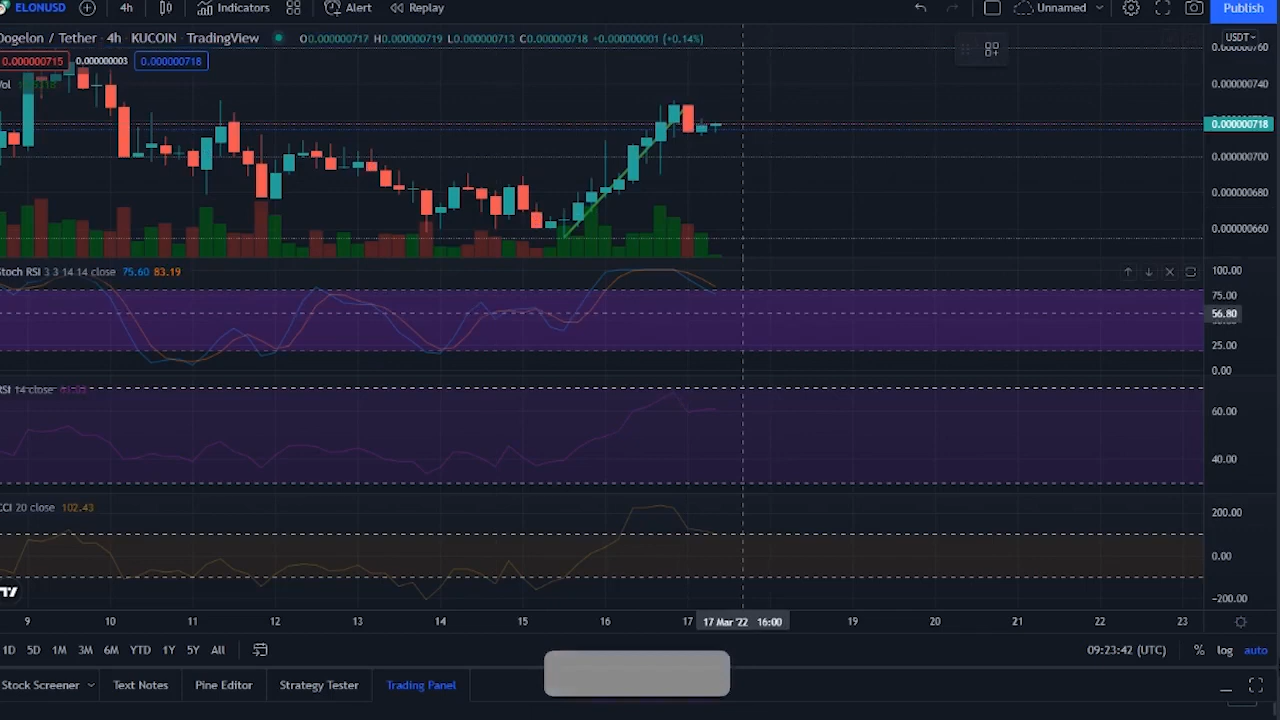 ELONUSD 4h Indicators Alert Replay Unnamed Publish
Dogelon / Tether 4h KUCOIN TradingView O0.000000717 H0.000000719 L0.000000713 C0.000000718 +0.000000001 (+0.14%) USDT
0.000000715 0.000000003 0.000000718
Vol
0.000000760
0.000000740
0.000000718
0.000000700
0.000000680
0.000000660
Stoch RSI 3 3 14 14 close 75.60 83.19
100.00
75.00
56.80
25.00
0.00
RSI 14 close
60.00
40.00
CCI 20 close 102.43
200.00
0.00
−200.00
9 10 11 12 13 14 15 16 17 17 Mar '22 16:00 19 20 21 22 23
1D 5D 1M 3M 6M YTD 1Y 5Y All 09:23:42 (UTC) % log auto
Stock Screener Text Notes Pine Editor Strategy Tester Trading Panel